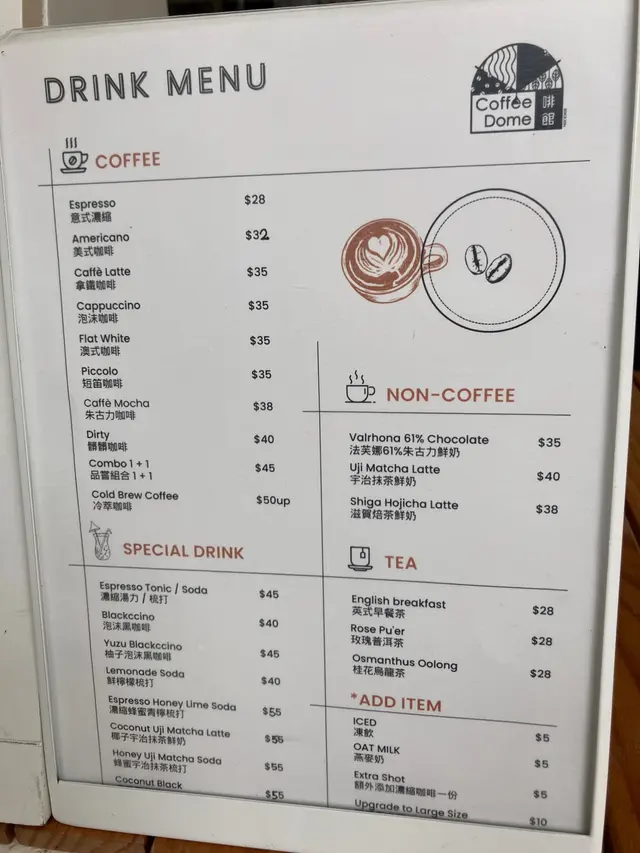 DRINK MENU
Coffee
Dome
啡
館
COFFEE
Espresso $28
意式濃縮
Americano $32
美式咖啡
Caffè Latte $35
拿鐵咖啡
Cappuccino $35
泡沫咖啡
Flat White $35
澳式咖啡
Piccolo $35
短笛咖啡
Caffè Mocha $38
朱古力咖啡
Dirty $40
髒髒咖啡
Combo 1 + 1 $45
品嘗組合 1 + 1
Cold Brew Coffee $50up
冷萃咖啡
SPECIAL DRINK
Espresso Tonic / Soda $45
濃縮湯力 / 梳打
Blackccino $40
泡沫黑咖啡
Yuzu Blackccino $45
柚子泡沫黑咖啡
Lemonade Soda $40
鮮檸檬梳打
Espresso Honey Lime Soda $55
濃縮蜂蜜青檸梳打
Coconut Uji Matcha Latte $55
椰子宇治抹茶鮮奶
Honey Uji Matcha Soda $55
蜂蜜宇治抹茶梳打
Coconut Black $55
NON-COFFEE
Valrhona 61% Chocolate $35
法芙娜61%朱古力鮮奶
Uji Matcha Latte $40
宇治抹茶鮮奶
Shiga Hojicha Latte $38
滋賀焙茶鮮奶
TEA
English breakfast $28
英式早餐茶
Rose Pu'er $28
玫瑰普洱茶
Osmanthus Oolong $28
桂花烏龍茶
*ADD ITEM
ICED $5
凍飲
OAT MILK $5
燕麥奶
Extra Shot $5
額外添加濃縮咖啡一份
Upgrade to Large Size $10